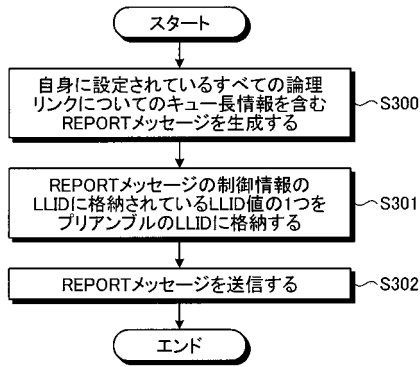 スタート
自身に設定されているすべての論理
リンクについてのキュー長情報を含む
REPORTメッセージを生成する
S300
REPORTメッセージの制御情報の
LLIDに格納されているLLID値の1つを
プリアンブルのLLIDに格納する
S301
REPORTメッセージを送信する
S302
エンド